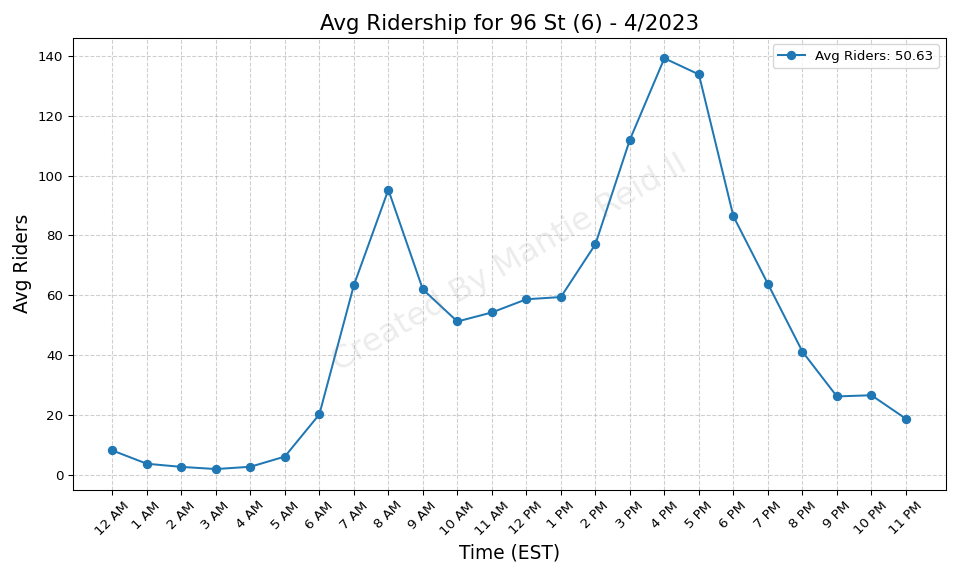 Avg Ridership for 96 St (6) - 4/2023
Avg Riders: 50.63
140
120
100
80
60
40
20
0
Avg Riders
Created By Mantle Reid II
12 AM
1 AM
2 AM
3 AM
4 AM
5 AM
6 AM
7 AM
8 AM
9 AM
10 AM
11 AM
12 PM
1 PM
2 PM
3 PM
4 PM
5 PM
6 PM
7 PM
8 PM
9 PM
10 PM
11 PM
Time (EST)